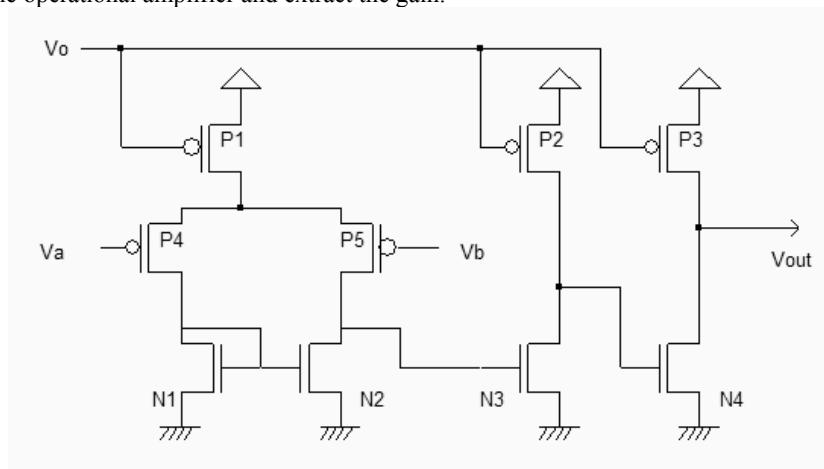 ne operational amplifier and extract the gain.
Vo
P1
P2
P3
P4
P5
Va
Vb
Vout
N1
N2
N3
N4